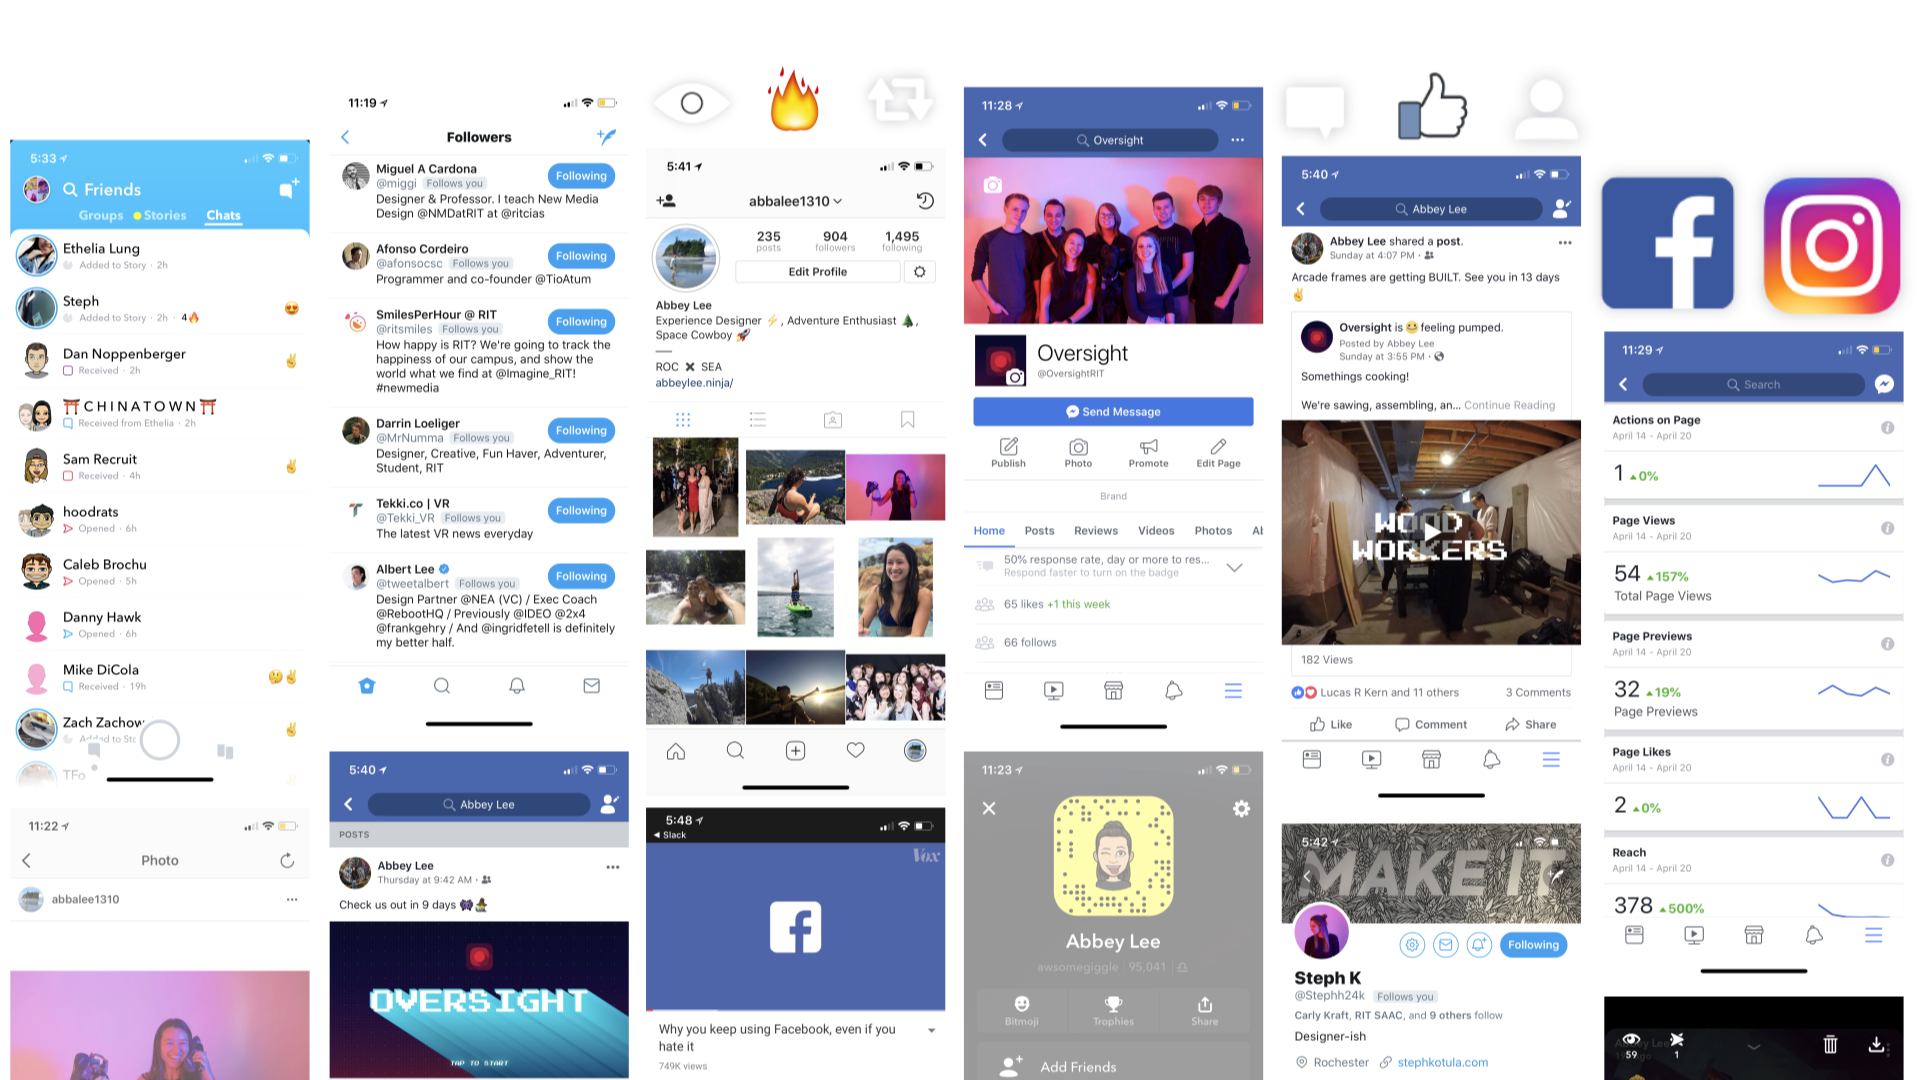 5:33
Friends
Groups Stories Chats
Ethelia Lung
Added to Story · 2h
Steph
Added to Story · 2h · 4🔥
Dan Noppenberger
Received · 2h
⛩️ C H I N A T O W N ⛩️
Received from Ethelia · 2h
Sam Recruit
Received · 4h
hoodrats
Opened · 6h
Caleb Brochu
Opened · 5h
Danny Hawk
Opened · 6h
Mike DiCola
Received · 19h
Zach Zachow
Added to Stc
TFo
11:22
Photo
abbalee1310
11:19
Followers
Miguel A Cardona
@miggi Follows you
Following
Designer & Professor. I teach New Media
Design @NMDatRIT at @ritcias
Afonso Cordeiro
@afonsocsc Follows you
Following
Programmer and co-founder @TioAtum
SmilesPerHour @ RIT
@ritsmiles Follows you
Following
How happy is RIT? We're going to track the
happiness of our campus, and show the
world what we find at @Imagine_RIT!
#newmedia
Darrin Loeliger
@MrNumma Follows you
Following
Designer, Creative, Fun Haver, Adventurer,
Student, RIT
Tekki.co | VR
@Tekki_VR Follows you
Following
The latest VR news everyday
Albert Lee
@tweetalbert Follows you
Following
Design Partner @NEA (VC) / Exec Coach
@RebootHQ / Previously @IDEO @2x4
@frankgehry / And @ingridfetell is definitely
my better half.
5:40
Abbey Lee
POSTS
Abbey Lee
Thursday at 9:42 AM ·
Check us out in 9 days
OVERSIGHT
TAP TO START
5:41
abbalee1310
235 904 1,495
posts followers following
Edit Profile
Abbey Lee
Experience Designer ⚡, Adventure Enthusiast 🌲,
Space Cowboy 🚀
ROC ✖ SEA
abbeylee.ninja/
5:48
Slack
Vox
Why you keep using Facebook, even if you
hate it
749K views
11:28
Oversight
Oversight
@OversightRIT
Send Message
Publish Photo Promote Edit Page
Brand
Home Posts Reviews Videos Photos Al
50% response rate, day or more to res...
Respond faster to turn on the badge
65 likes +1 this week
66 follows
11:23
Abbey Lee
awsomegiggle 95,041
Bitmoji Trophies Share
Add Friends
5:40
Abbey Lee
Abbey Lee shared a post.
Sunday at 4:07 PM ·
Arcade frames are getting BUILT. See you in 13 days
✌
Oversight is 😀 feeling pumped.
Posted by Abbey Lee
Sunday at 3:55 PM ·
Somethings cooking!
We're sawing, assembling, an... Continue Reading
WOOD
WORKERS
182 Views
Lucas R Kern and 11 others 3 Comments
Like Comment Share
5:42
MAKE IT
Following
Steph K
@Stephh24k Follows you
Carly Kraft, RIT SAAC, and 9 others follow
Designer-ish
Rochester stephkotula.com
11:29
Search
Actions on Page
April 14 - April 20
1 0%
Page Views
April 14 - April 20
54 157%
Total Page Views
Page Previews
April 14 - April 20
32 19%
Page Previews
Page Likes
April 14 - April 20
2 0%
Reach
April 14 - April 20
378 500%
59 1